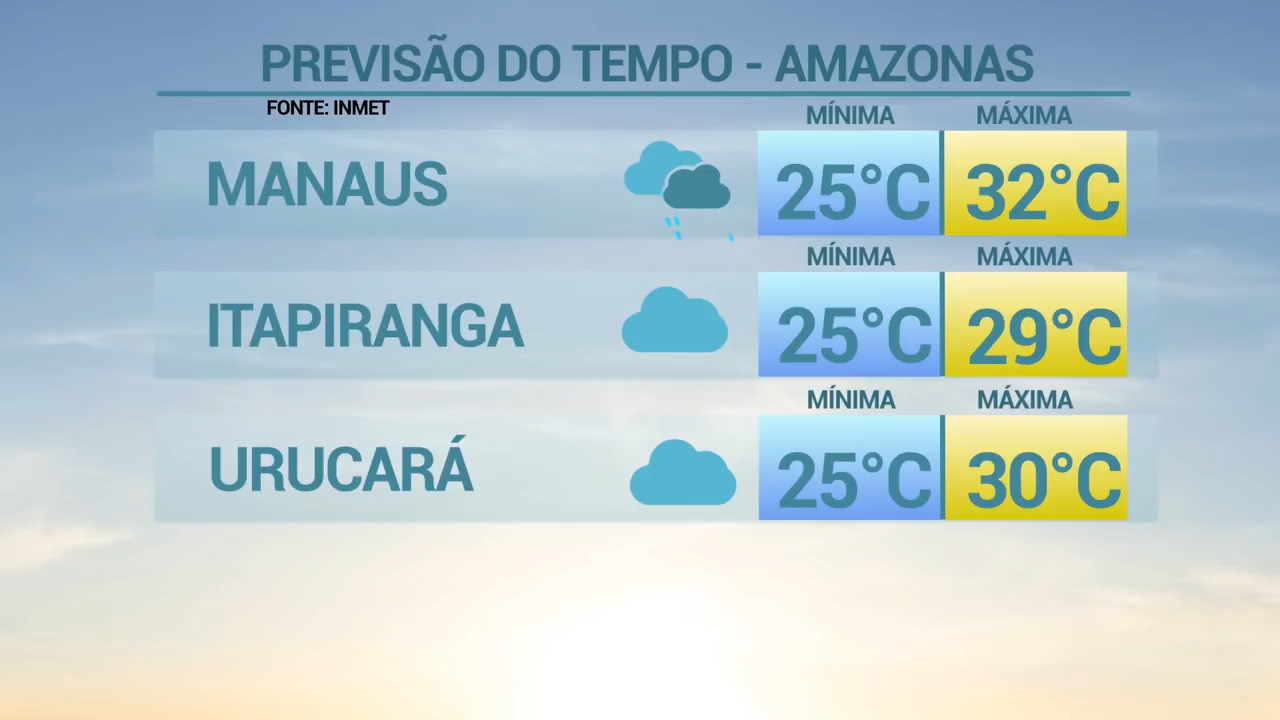 PREVISÃO DO TEMPO - AMAZONAS
FONTE: INMET
MÍNIMA MÁXIMA
MANAUS 25°C 32°C
MÍNIMA MÁXIMA
ITAPIRANGA 25°C 29°C
MÍNIMA MÁXIMA
URUCARÁ 25°C 30°C